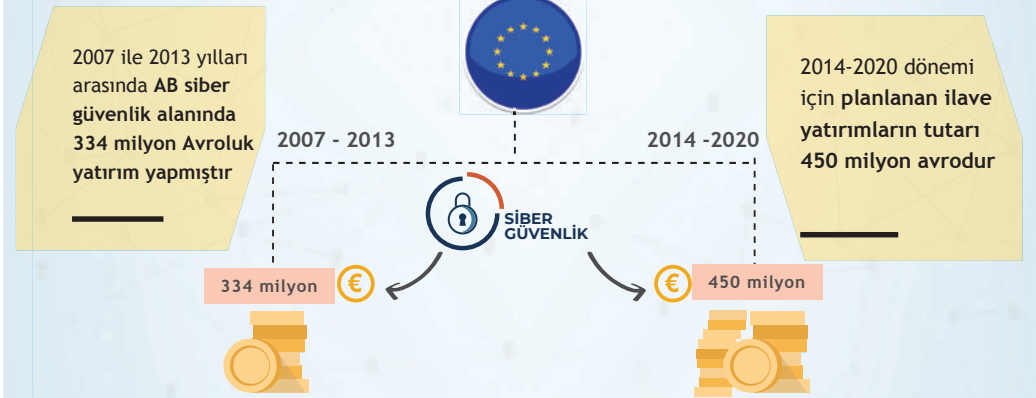 2007 ile 2013 yılları
arasında AB siber
güvenlik alanında
334 milyon Avroluk
yatırım yapmıştır
2007 - 2013
2014 -2020
2014-2020 dönemi
için planlanan ilave
yatırımların tutarı
450 milyon avrodur
SİBER
GÜVENLİK
334 milyon
€
€
450 milyon